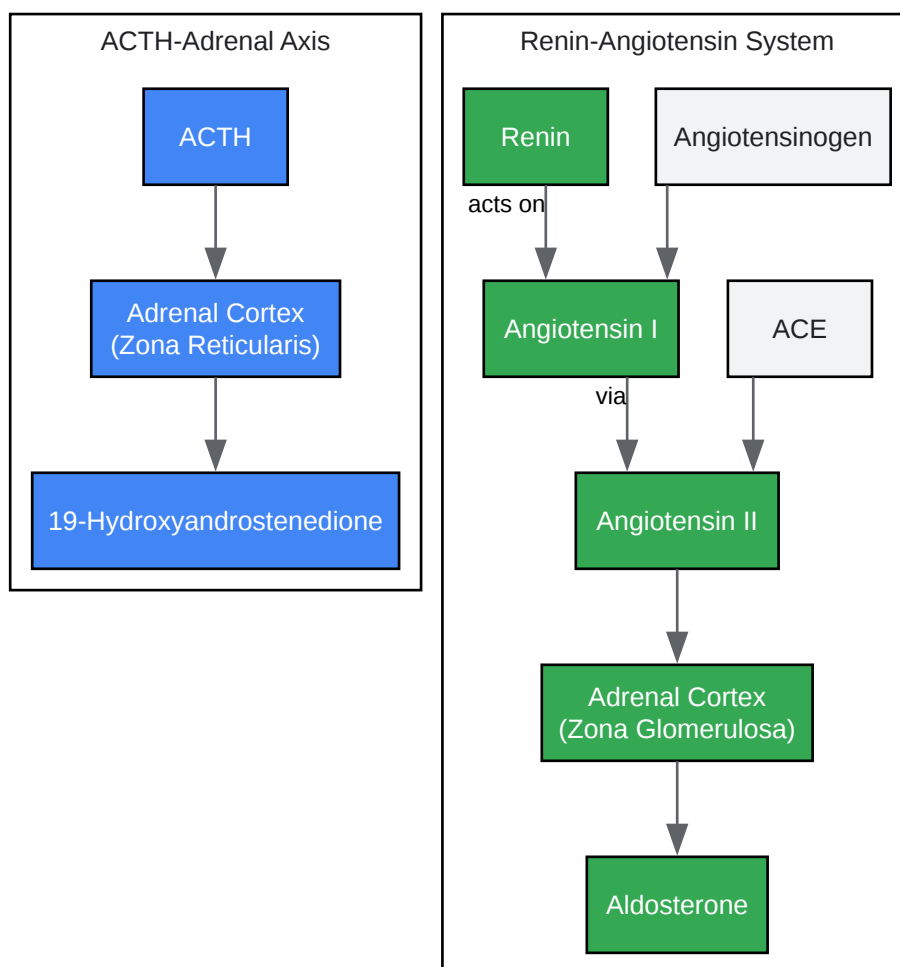 ACTH-Adrenal Axis
ACTH
Adrenal Cortex
(Zona Reticularis)
19-Hydroxyandrostenedione
Renin-Angiotensin System
Renin
Angiotensinogen
acts on
Angiotensin I
ACE
via
Angiotensin II
Adrenal Cortex
(Zona Glomerulosa)
Aldosterone